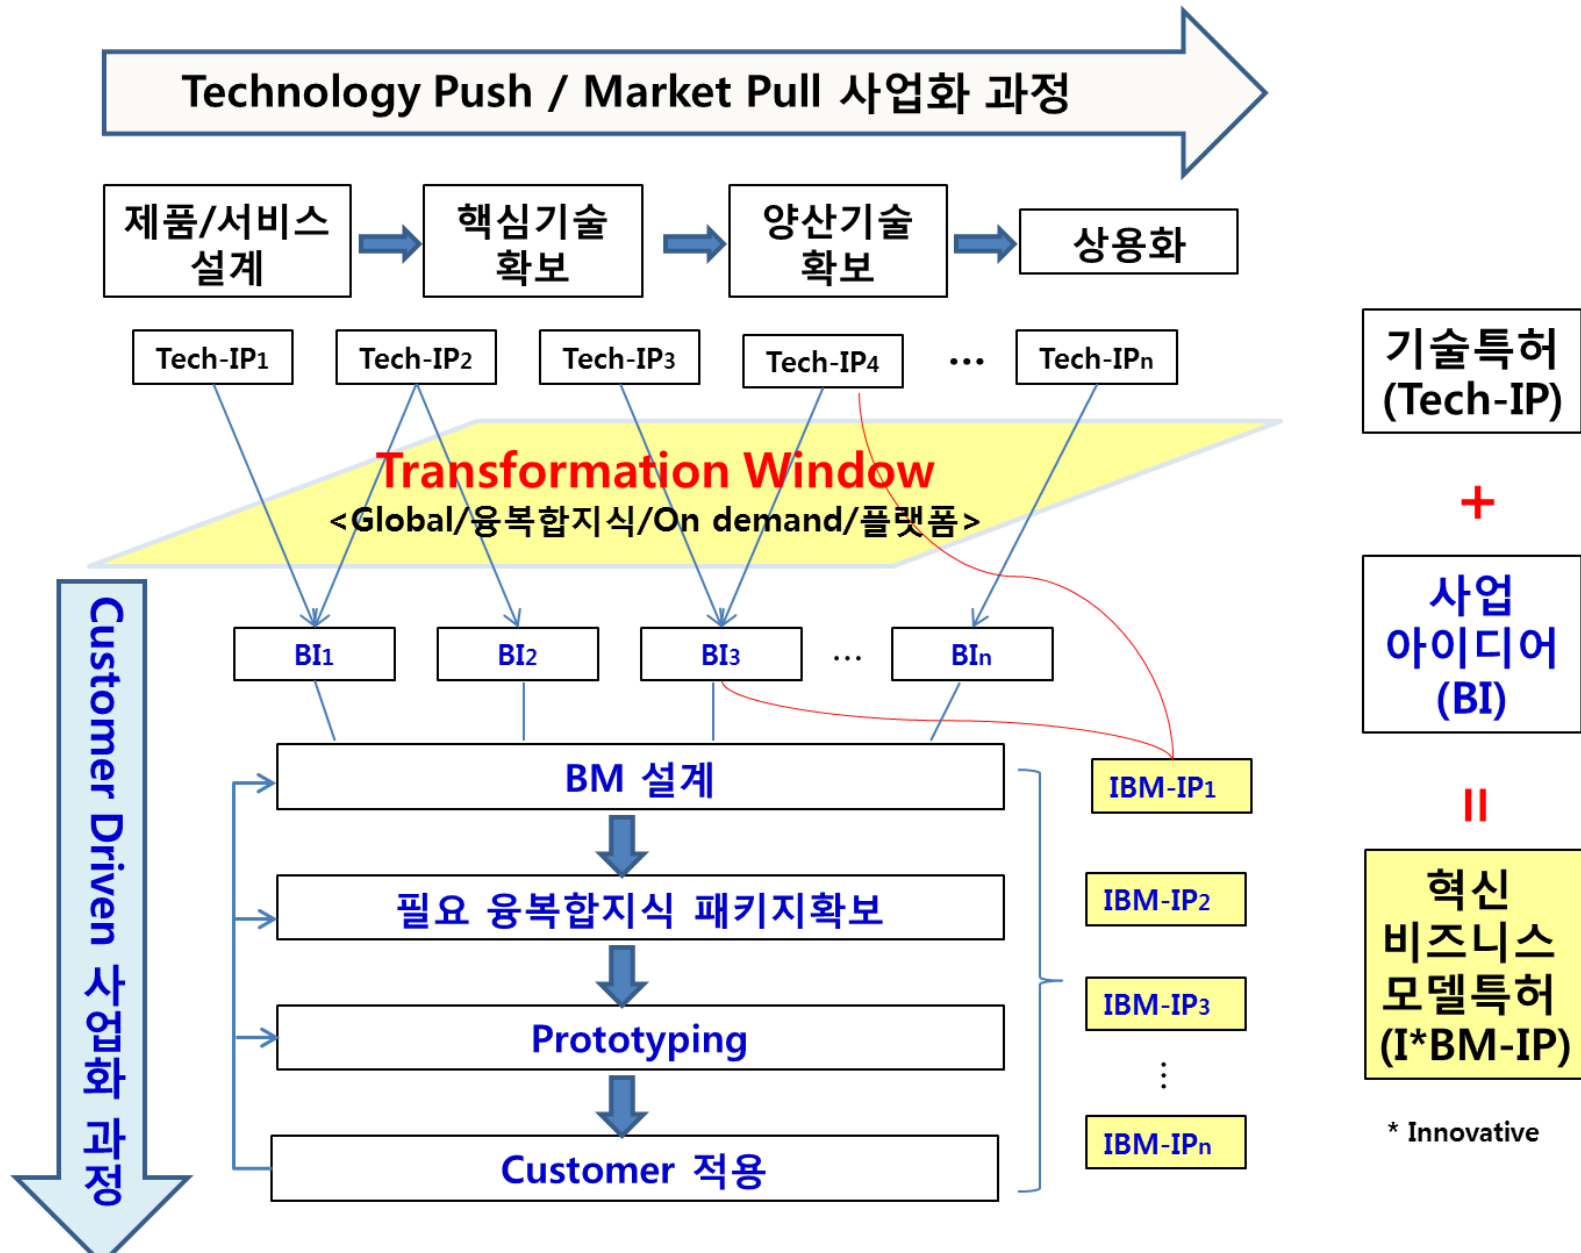 Technology Push / Market Pull 사업화 과정
제품/서비스
설계
핵심기술
확보
양산기술
확보
상용화
Tech-IP1
Tech-IP2
Tech-IP3
Tech-IP4
...
Tech-IPn
Transformation Window
<Global/융복합지식/On demand/플랫폼>
Customer Driven 사업화 과정
BI1
BI2
BI3
...
BIn
BM 설계
필요 융복합지식 패키지확보
Prototyping
Customer 적용
IBM-IP1
IBM-IP2
IBM-IP3
⋮
IBM-IPn
기술특허
(Tech-IP)
+
사업
아이디어
(BI)
=
혁신
비즈니스
모델특허
(I*BM-IP)
* Innovative